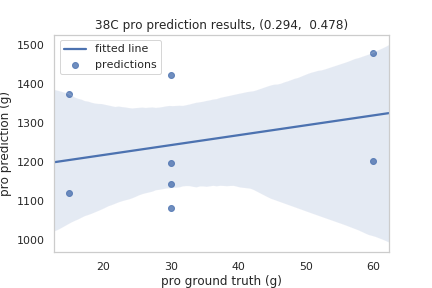 38C pro prediction results, (0.294,  0.478)
fitted line
predictions
1500
1400
1300
1200
1100
1000
pro prediction (g)
20
30
40
50
60
pro ground truth (g)